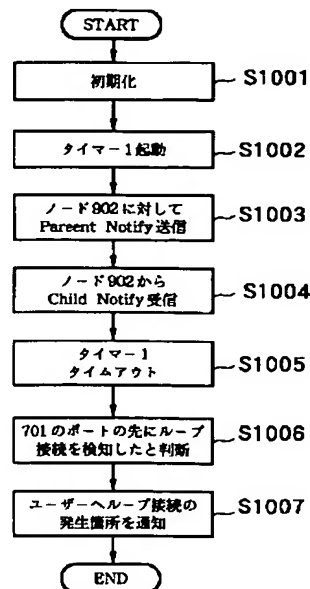 START
初期化
S1001
タイマー1起動
S1002
ノード902に対して
Pareent Notify送信
S1003
ノード902から
Child Notify受信
S1004
タイマー1
タイムアウト
S1005
701のポートの先にループ
接続を検知したと判断
S1006
ユーザーへループ接続の
発生箇所を通知
S1007
END